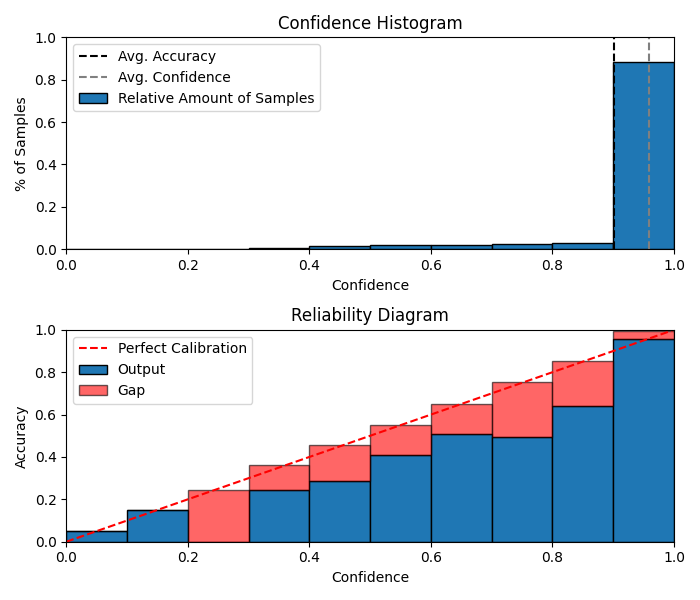 Confidence Histogram
1.0
0.8
0.6
0.4
0.2
0.0
% of Samples
Avg. Accuracy
Avg. Confidence
Relative Amount of Samples
0.0 0.2 0.4 0.6 0.8 1.0
Confidence
Reliability Diagram
1.0
0.8
0.6
0.4
0.2
0.0
Accuracy
Perfect Calibration
Output
Gap
0.0 0.2 0.4 0.6 0.8 1.0
Confidence